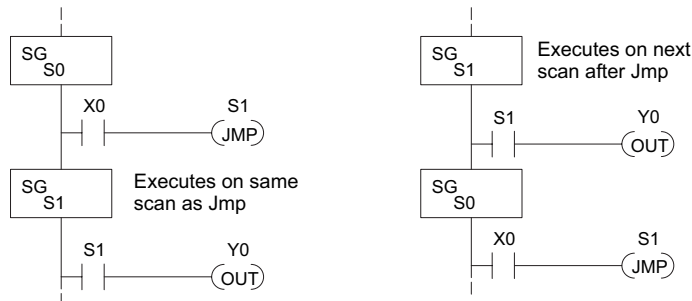 SG
S0
X0
S1
JMP
SG
S1
Executes on same
scan as Jmp
S1
Y0
OUT
SG
S1
Executes on next
scan after Jmp
S1
Y0
OUT
SG
S0
X0
S1
JMP